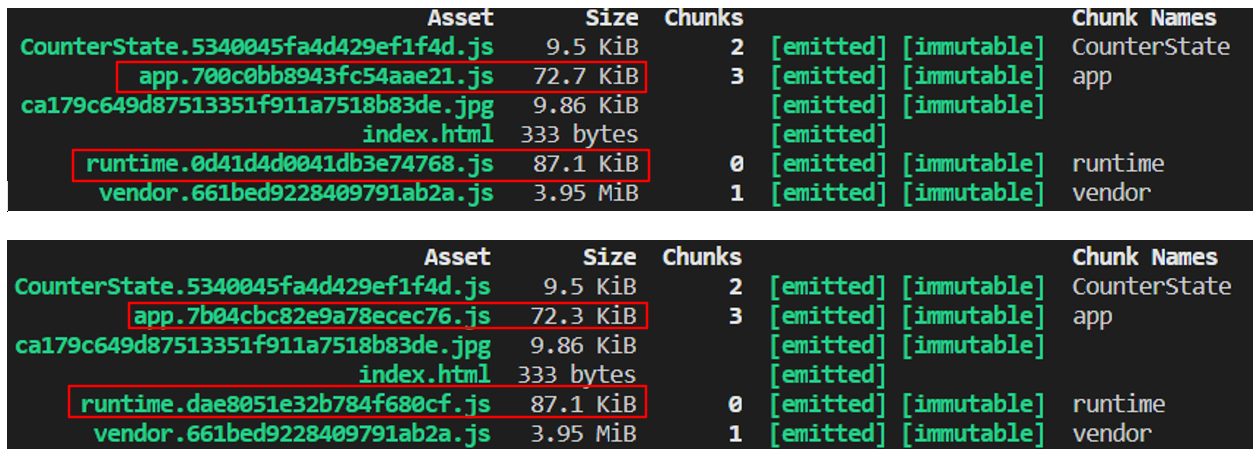 Asset Size Chunks Chunk Names
CounterState.5340045fa4d429ef1f4d.js 9.5 KiB 2 [emitted] [immutable] CounterState
app.700c0bb8943fc54aae21.js 72.7 KiB 3 [emitted] [immutable] app
ca179c649d87513351f911a7518b83de.jpg 9.86 KiB [emitted] [immutable]
index.html 333 bytes [emitted]
runtime.0d41d4d0041db3e74768.js 87.1 KiB 0 [emitted] [immutable] runtime
vendor.661bed9228409791ab2a.js 3.95 MiB 1 [emitted] [immutable] vendor
Asset Size Chunks Chunk Names
CounterState.5340045fa4d429ef1f4d.js 9.5 KiB 2 [emitted] [immutable] CounterState
app.7b04cbc82e9a78ecec76.js 72.3 KiB 3 [emitted] [immutable] app
ca179c649d87513351f911a7518b83de.jpg 9.86 KiB [emitted] [immutable]
index.html 333 bytes [emitted]
runtime.dae8051e32b784f680cf.js 87.1 KiB 0 [emitted] [immutable] runtime
vendor.661bed9228409791ab2a.js 3.95 MiB 1 [emitted] [immutable] vendor